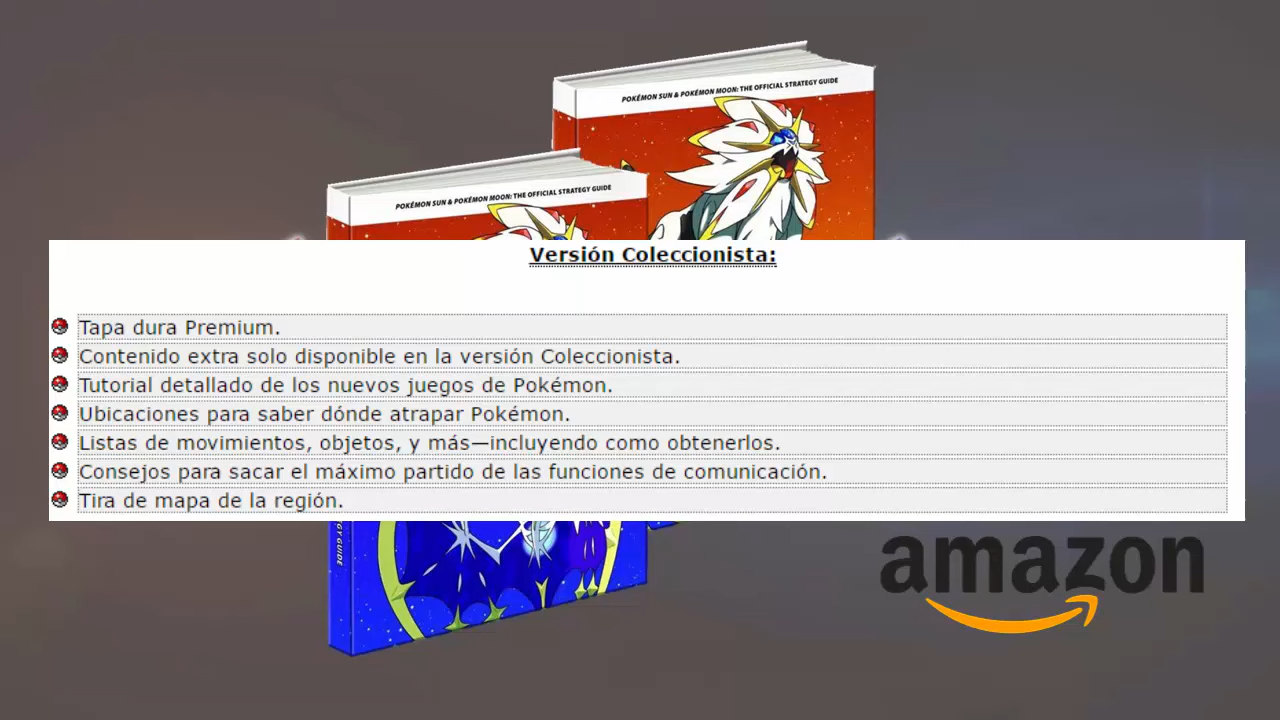 POKÉMON SUN & POKÉMON MOON: THE OFFICIAL STRATEGY GUIDE
POKÉMON SUN & POKÉMON MOON: THE OFFICIAL STRATEGY GUIDE
Versión Coleccionista:
Tapa dura Premium.
Contenido extra solo disponible en la versión Coleccionista.
Tutorial detallado de los nuevos juegos de Pokémon.
Ubicaciones para saber dónde atrapar Pokémon.
Listas de movimientos, objetos, y más—incluyendo como obtenerlos.
Consejos para sacar el máximo partido de las funciones de comunicación.
Tira de mapa de la región.
GUIDE
amazon